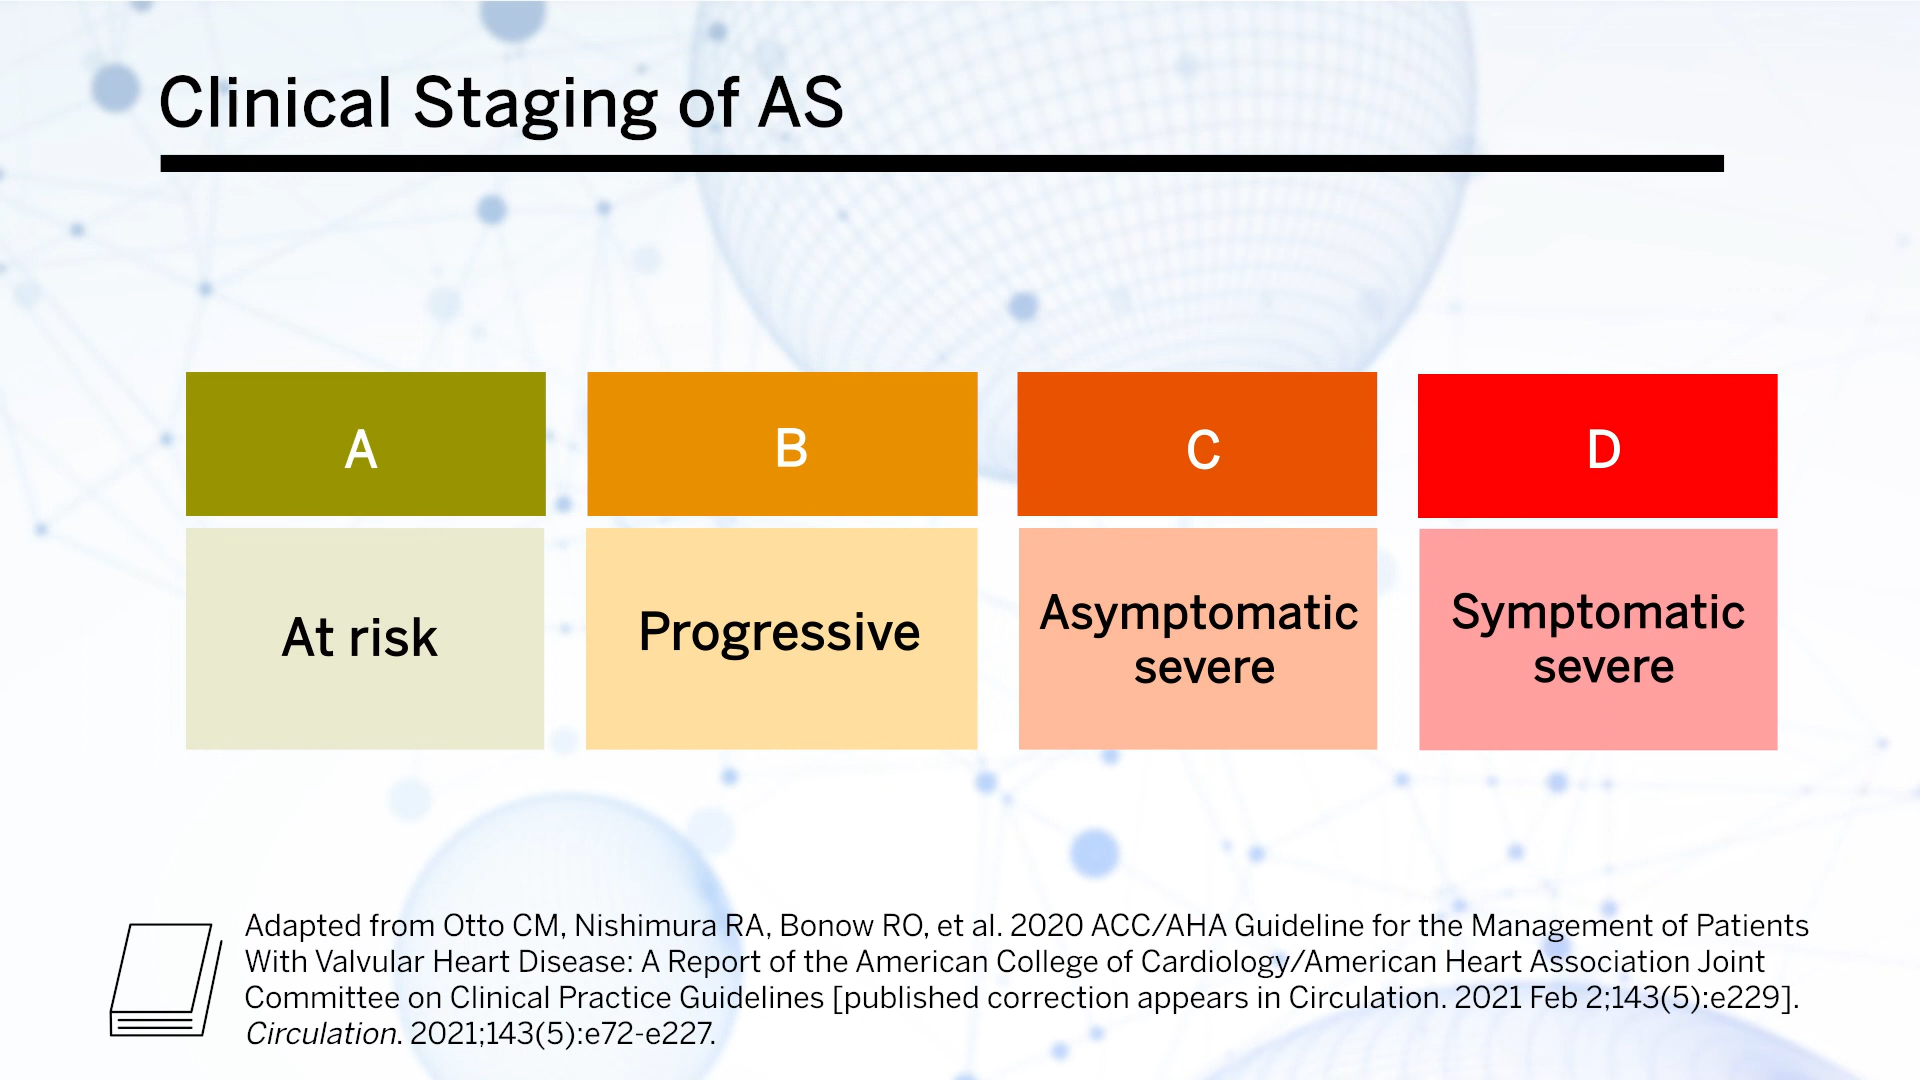 Clinical Staging of AS
A
B
C
D
At risk
Progressive
Asymptomatic
severe
Symptomatic
severe
Adapted from Otto CM, Nishimura RA, Bonow RO, et al. 2020 ACC/AHA Guideline for the Management of Patients
With Valvular Heart Disease: A Report of the American College of Cardiology/American Heart Association Joint
Committee on Clinical Practice Guidelines [published correction appears in Circulation. 2021 Feb 2;143(5):e229].
Circulation. 2021;143(5):e72-e227.